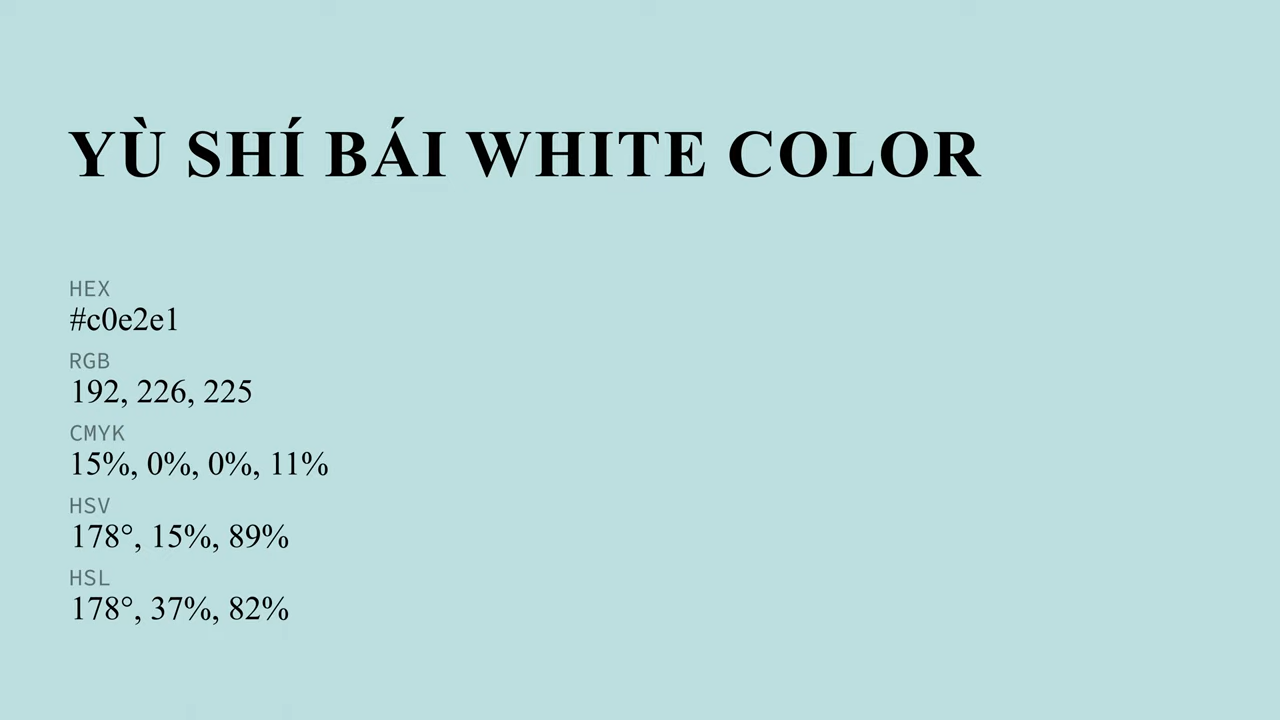 YÙ SHÍ BÁI WHITE COLOR
HEX
#c0e2e1
RGB
192, 226, 225
CMYK
15%, 0%, 0%, 11%
HSV
178°, 15%, 89%
HSL
178°, 37%, 82%